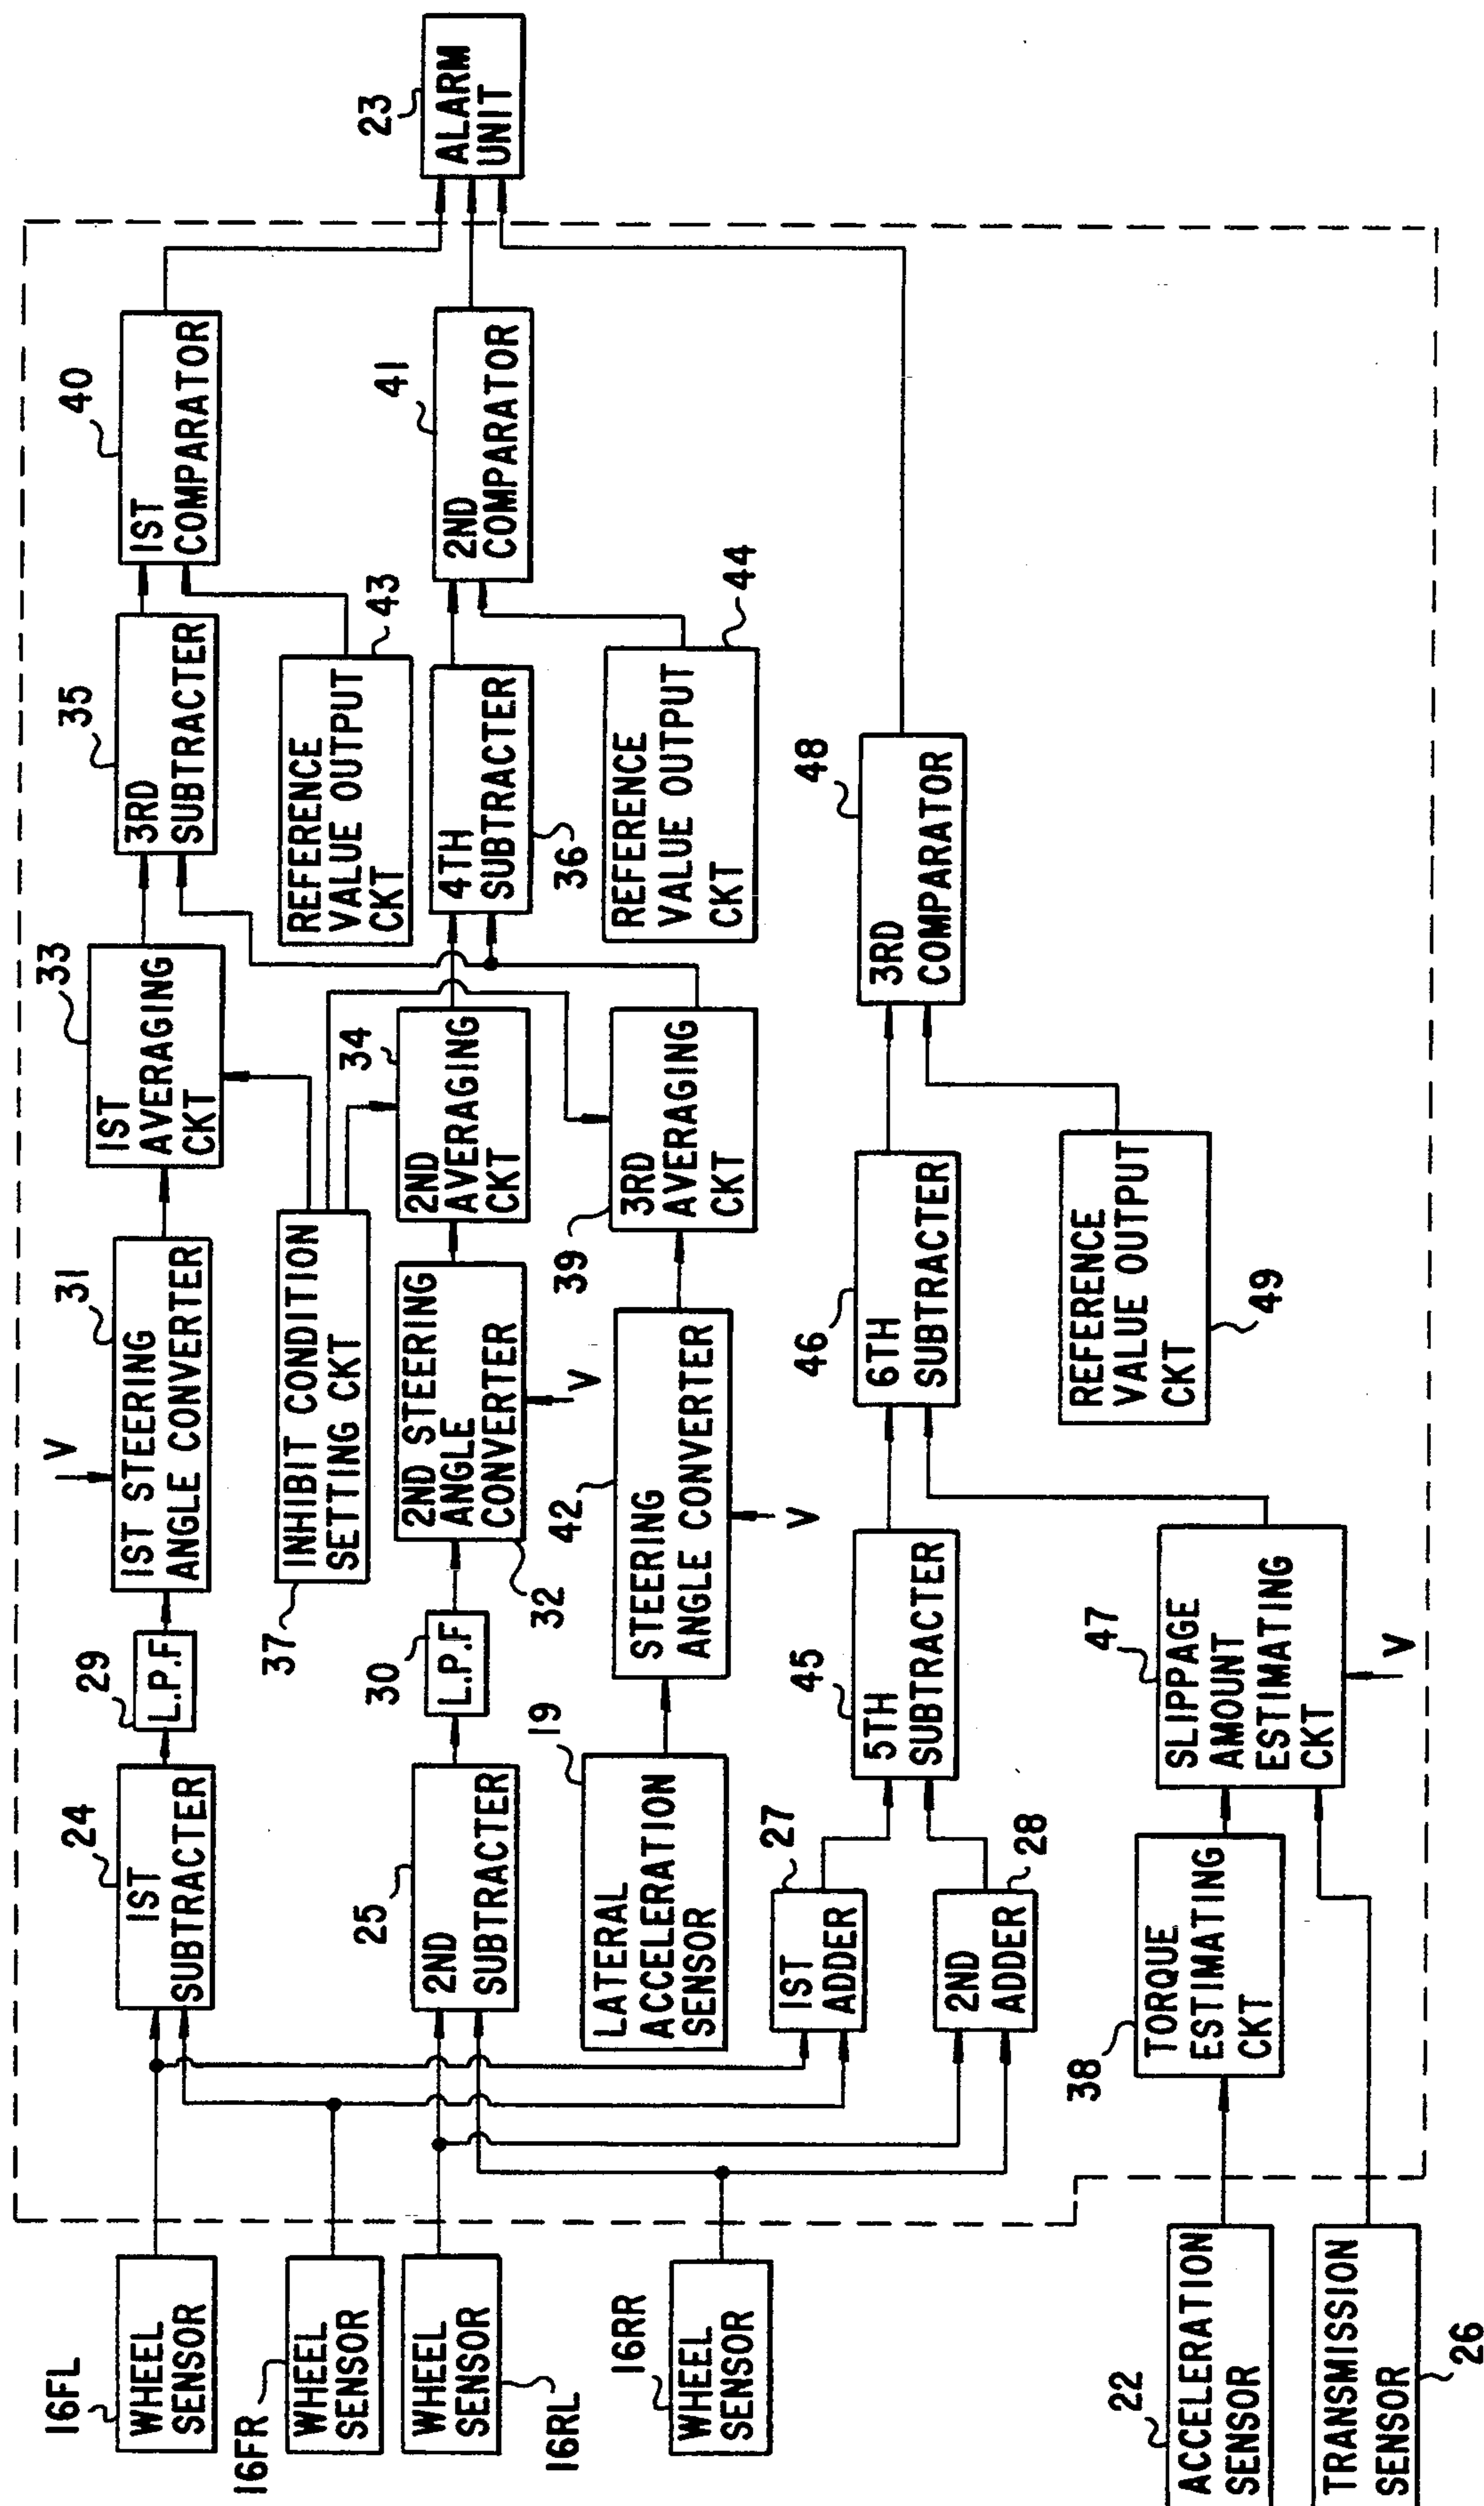 16FL
WHEEL
SENSOR
16FR
WHEEL
SENSOR
WHEEL
SENSOR
16RL
16RR
WHEEL
SENSOR
22
ACCELERATION
SENSOR
TRANSMISSION
SENSOR
26
24
1ST
SUBTRACTER
25
2ND
SUBTRACTER
19
LATERAL
ACCELERATION
SENSOR
27
1ST
ADDER
28
2ND
ADDER
38
TORQUE
ESTIMATING
CKT
29
L.P.F
30
L.P.F
31
V
1ST STEERING
ANGLE CONVERTER
37
INHIBIT CONDITION
SETTING CKT
2ND STEERING
ANGLE
CONVERTER
32
V
42
STEERING
ANGLE CONVERTER
V
45
5TH
SUBTRACTER
47
SLIPPAGE
AMOUNT
ESTIMATING
CKT
V
33
1ST
AVERAGING
CKT
34
2ND
AVERAGING
CKT
39
3RD
AVERAGING
CKT
46
6TH
SUBTRACTER
REFERENCE
VALUE OUTPUT
CKT
49
35
3RD
SUBTRACTER
43
REFERENCE
VALUE OUTPUT
CKT
4TH
SUBTRACTER
36
44
REFERENCE
VALUE OUTPUT
CKT
48
3RD
COMPARATOR
40
1ST
COMPARATOR
41
2ND
COMPARATOR
23
ALARM
UNIT